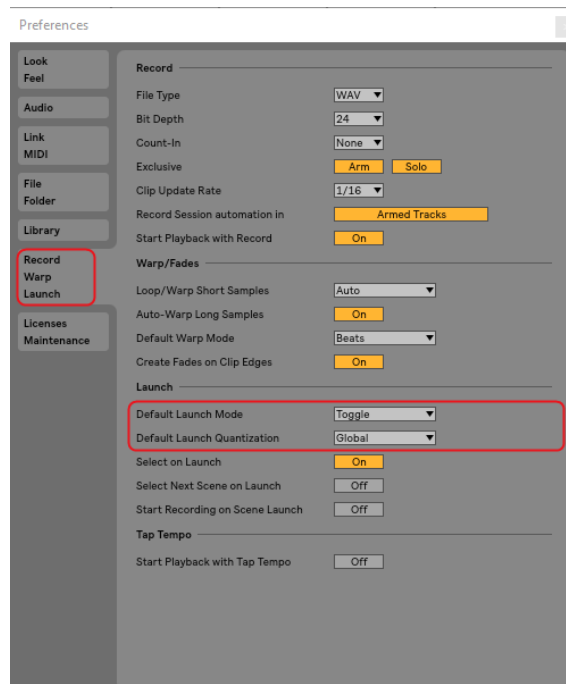 Preferences
Look
Feel
Audio
Link
MIDI
File
Folder
Library
Record
Warp
Launch
Licenses
Maintenance
Record
File Type WAV
Bit Depth 24
Count-In None
Exclusive Arm Solo
Clip Update Rate 1/16
Record Session automation in Armed Tracks
Start Playback with Record On
Warp/Fades
Loop/Warp Short Samples Auto
Auto-Warp Long Samples On
Default Warp Mode Beats
Create Fades on Clip Edges On
Launch
Default Launch Mode Toggle
Default Launch Quantization Global
Select on Launch On
Select Next Scene on Launch Off
Start Recording on Scene Launch Off
Tap Tempo
Start Playback with Tap Tempo Off